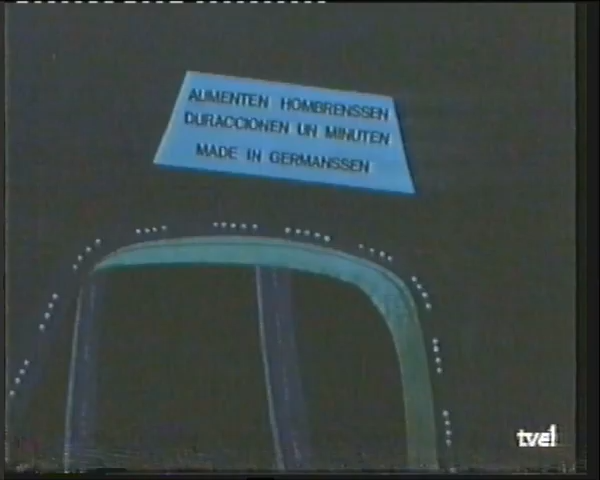 AUMENTEN HOMBRENSSEN
DURACCIONEN UN MINUTEN
MADE IN GERMANSSEN
tve1